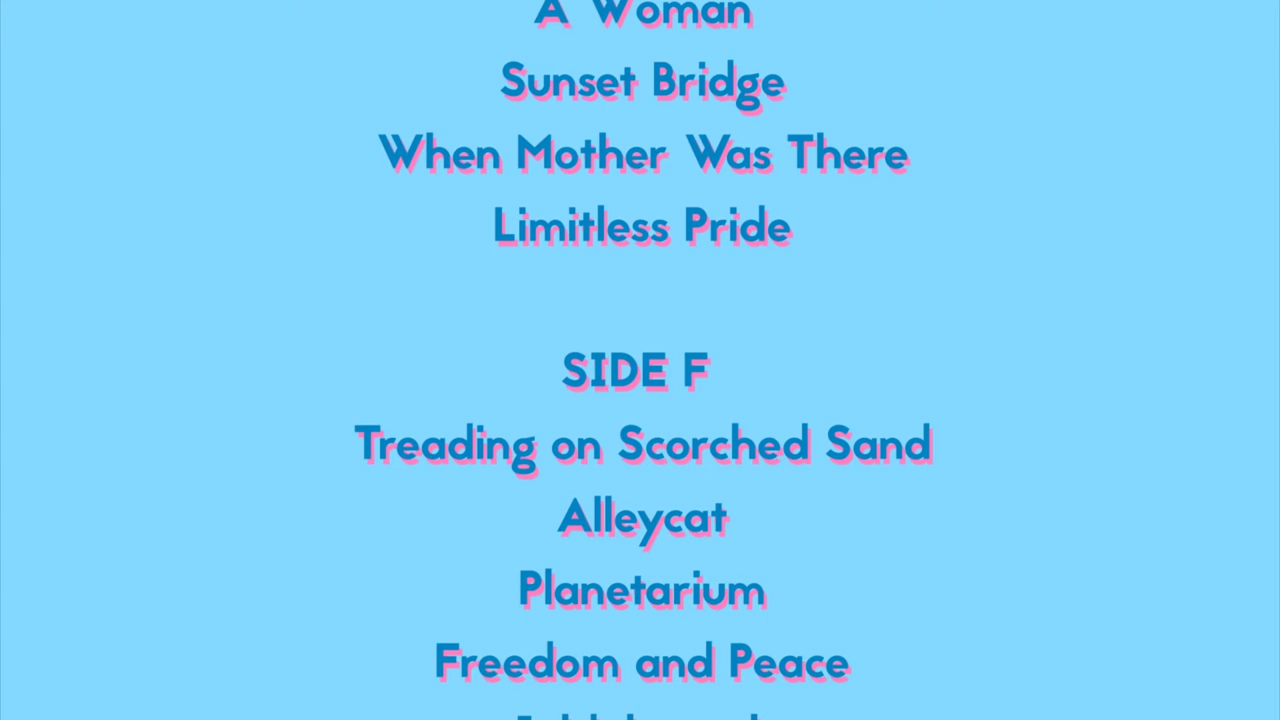 A Woman
Sunset Bridge
When Mother Was There
Limitless Pride
SIDE F
Treading on Scorched Sand
Alleycat
Planetarium
Freedom and Peace